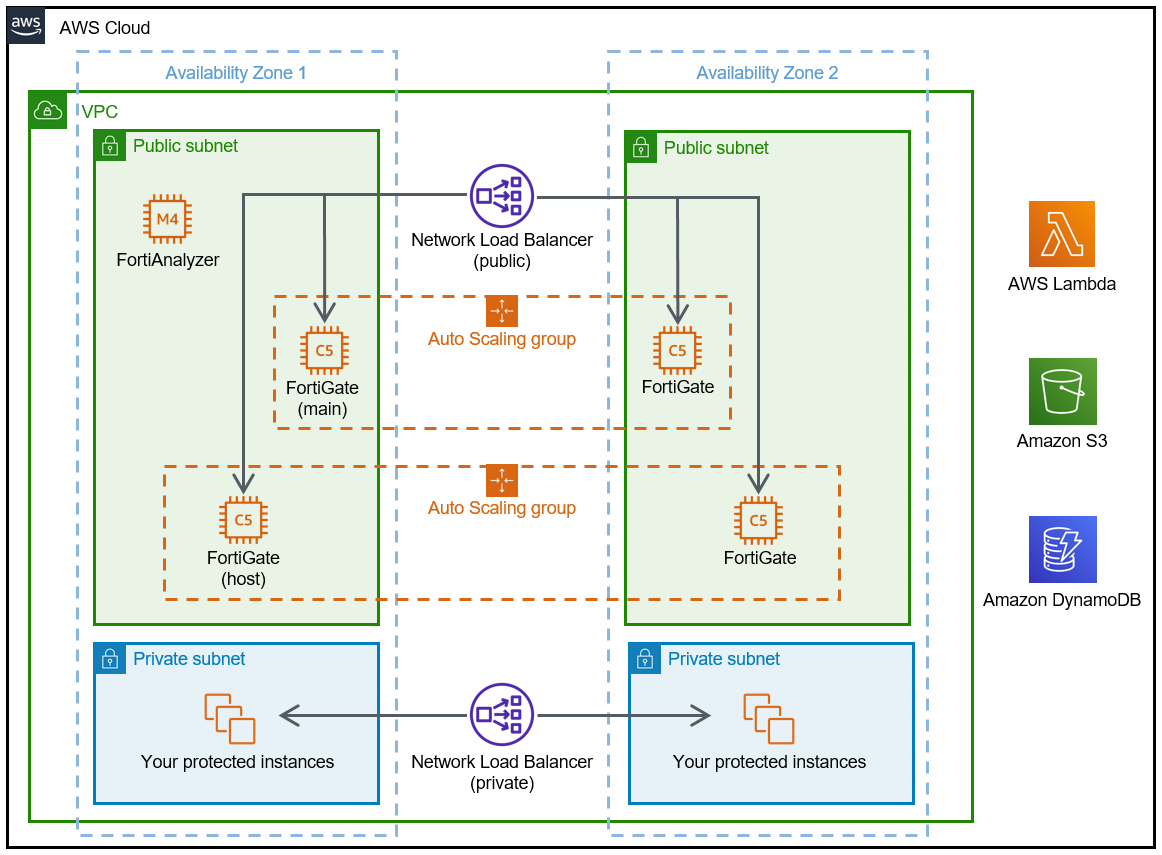 aws
AWS Cloud
Availability Zone 1
Availability Zone 2
VPC
Public subnet
Public subnet
M4
FortiAnalyzer
Network Load Balancer
(public)
AWS Lambda
Auto Scaling group
C5
FortiGate
(main)
C5
FortiGate
Amazon S3
Auto Scaling group
C5
FortiGate
(host)
C5
FortiGate
Amazon DynamoDB
Private subnet
Private subnet
Your protected instances
Network Load Balancer
(private)
Your protected instances